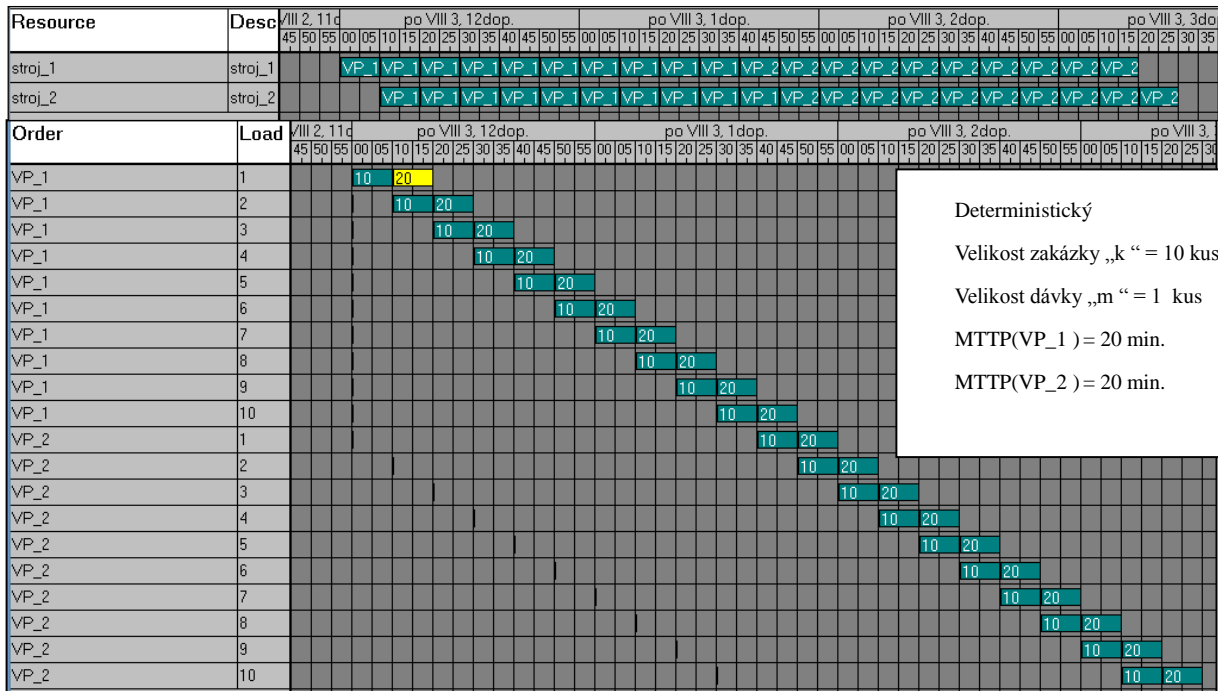 Resource Desc VIII 2, 11d po VIII 3, 12dop. po VIII 3, 1dop. po VIII 3, 2dop. po VIII 3, 3do
45 50 55 00 05 10 15 20 25 30 35 40 45 50 55 00 05 10 15 20 25 30 35 40 45 50 55 00 05 10 15 20 25 30 35 40 45 50 55 00 05 10 15 20 25 30 35
stroj_1 stroj_1 VP_1 VP_1 VP_1 VP_1 VP_1 VP_1 VP_1 VP_1 VP_1 VP_1 VP_2 VP_2 VP_2 VP_2 VP_2 VP_2 VP_2 VP_2 VP_2 VP_2
stroj_2 stroj_2 VP_1 VP_1 VP_1 VP_1 VP_1 VP_1 VP_1 VP_1 VP_1 VP_1 VP_2 VP_2 VP_2 VP_2 VP_2 VP_2 VP_2 VP_2 VP_2 VP_2
Order Load VIII 2, 11d po VIII 3, 12dop. po VIII 3, 1dop. po VIII 3, 2dop. po VIII 3,
45 50 55 00 05 10 15 20 25 30 35 40 45 50 55 00 05 10 15 20 25 30 35 40 45 50 55 00 05 10 15 20 25 30 35 40 45 50 55 00 05 10 15 20 25 30
VP_1 1 10 20
VP_1 2 10 20
VP_1 3 10 20
VP_1 4 10 20
VP_1 5 10 20
VP_1 6 10 20
VP_1 7 10 20
VP_1 8 10 20
VP_1 9 10 20
VP_1 10 10 20
VP_2 1 10 20
VP_2 2 10 20
VP_2 3 10 20
VP_2 4 10 20
VP_2 5 10 20
VP_2 6 10 20
VP_2 7 10 20
VP_2 8 10 20
VP_2 9 10 20
VP_2 10 10 20
Deterministický
Velikost zakázky „k “ = 10 kus
Velikost dávky „m “ = 1 kus
MTTP(VP_1 ) = 20 min.
MTTP(VP_2 ) = 20 min.